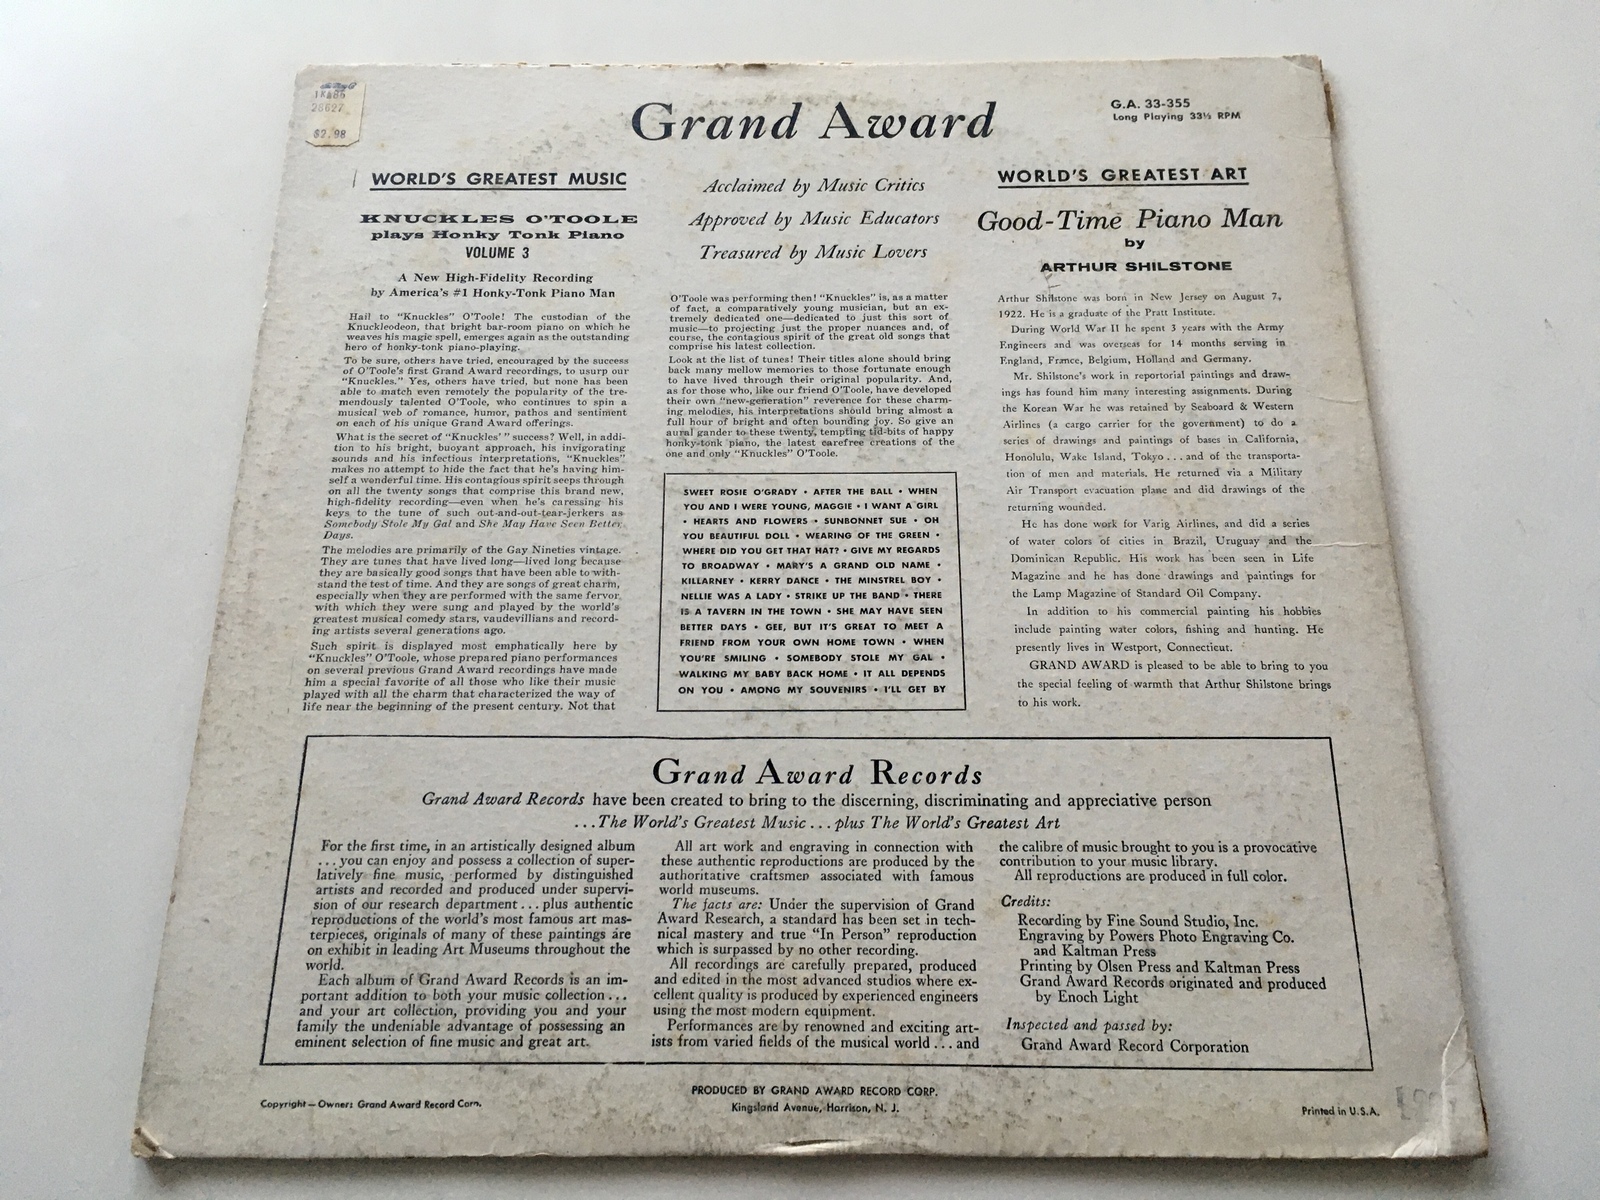 28627
$2.98
Grand Award
G.A. 33-355
Long Playing 33⅓ RPM
WORLD'S GREATEST MUSIC
KNUCKLES O'TOOLE
plays Honky Tonk Piano
VOLUME 3
A New High-Fidelity Recording
by America's #1 Honky-Tonk Piano Man
Hail to "Knuckles" O'Toole! The custodian of the
Knuckleodeon, that bright bar-room piano on which he
weaves his magic spell, emerges again as the outstanding
hero of honky-tonk piano-playing.
To be sure, others have tried, encouraged by the success
of O'Toole's first Grand Award recordings, to usurp our
"Knuckles." Yes, others have tried, but none has been
able to match even remotely the popularity of the tre-
mendously talented O'Toole, who continues to spin a
musical web of romance, humor, pathos and sentiment
on each of his unique Grand Award offerings.
What is the secret of "Knuckles' " success? Well, in addi-
tion to his bright, buoyant approach, his invigorating
sounds and his infectious interpretations, "Knuckles"
makes no attempt to hide the fact that he's having him-
self a wonderful time. His contagious spirit seeps through
on all the twenty songs that comprise this brand new,
high-fidelity recording—even when he's caressing his
keys to the tune of such out-and-out-tear-jerkers as
Somebody Stole My Gal and She May Have Seen Better
Days.
The melodies are primarily of the Gay Nineties vintage.
They are tunes that have lived long—lived long because
they are basically good songs that have been able to with-
stand the test of time. And they are songs of great charm,
especially when they are performed with the same fervor
with which they were sung and played by the world's
greatest musical comedy stars, vaudevillians and record-
ing artists several generations ago.
Such spirit is displayed most emphatically here by
"Knuckles" O'Toole, whose prepared piano performances
on several previous Grand Award recordings have made
him a special favorite of all those who like their music
played with all the charm that characterized the way of
life near the beginning of the present century. Not that
Acclaimed by Music Critics
Approved by Music Educators
Treasured by Music Lovers
O'Toole was performing then! "Knuckles" is, as a matter
of fact, a comparatively young musician, but an ex-
tremely dedicated one—dedicated to just this sort of
music—to projecting just the proper nuances and, of
course, the contagious spirit of the great old songs that
comprise his latest collection.
Look at the list of tunes! Their titles alone should bring
back many mellow memories to those fortunate enough
to have lived through their original popularity. And,
as for those who, like our friend O'Toole, have developed
their own "new-generation" reverence for these charm-
ing melodies, his interpretations should bring almost a
full hour of bright and often bounding joy. So give an
aural gander to these twenty, tempting tid-bits of happy
honky-tonk piano, the latest carefree creations of the
one and only "Knuckles" O'Toole.
SWEET ROSIE O'GRADY • AFTER THE BALL • WHEN
YOU AND I WERE YOUNG, MAGGIE • I WANT A GIRL
• HEARTS AND FLOWERS • SUNBONNET SUE • OH
YOU BEAUTIFUL DOLL • WEARING OF THE GREEN •
WHERE DID YOU GET THAT HAT? • GIVE MY REGARDS
TO BROADWAY • MARY'S A GRAND OLD NAME •
KILLARNEY • KERRY DANCE • THE MINSTREL BOY •
NELLIE WAS A LADY • STRIKE UP THE BAND • THERE
IS A TAVERN IN THE TOWN • SHE MAY HAVE SEEN
BETTER DAYS • GEE, BUT IT'S GREAT TO MEET A
FRIEND FROM YOUR OWN HOME TOWN • WHEN
YOU'RE SMILING • SOMEBODY STOLE MY GAL •
WALKING MY BABY BACK HOME • IT ALL DEPENDS
ON YOU • AMONG MY SOUVENIRS • I'LL GET BY
WORLD'S GREATEST ART
Good-Time Piano Man
by
ARTHUR SHILSTONE
Arthur Shilstone was born in New Jersey on August 7,
1922. He is a graduate of the Pratt Institute.
During World War II he spent 3 years with the Army
Engineers and was overseas for 14 months serving in
England, France, Belgium, Holland and Germany.
Mr. Shilstone's work in reportorial paintings and draw-
ings has found him many interesting assignments. During
the Korean War he was retained by Seaboard & Western
Airlines (a cargo carrier for the government) to do a
series of drawings and paintings of bases in California,
Honolulu, Wake Island, Tokyo . . . and of the transporta-
tion of men and materials. He returned via a Military
Air Transport evacuation plane and did drawings of the
returning wounded.
He has done work for Varig Airlines, and did a series
of water colors of cities in Brazil, Uruguay and the
Dominican Republic. His work has been seen in Life
Magazine and he has done drawings and paintings for
the Lamp Magazine of Standard Oil Company.
In addition to his commercial painting his hobbies
include painting water colors, fishing and hunting. He
presently lives in Westport, Connecticut.
GRAND AWARD is pleased to be able to bring to you
the special feeling of warmth that Arthur Shilstone brings
to his work.
Grand Award Records
Grand Award Records have been created to bring to the discerning, discriminating and appreciative person
. . . The World's Greatest Music . . . plus The World's Greatest Art
For the first time, in an artistically designed album
. . . you can enjoy and possess a collection of super-
latively fine music, performed by distinguished
artists and recorded and produced under supervi-
sion of our research department . . . plus authentic
reproductions of the world's most famous art mas-
terpieces, originals of many of these paintings are
on exhibit in leading Art Museums throughout the
world.
Each album of Grand Award Records is an im-
portant addition to both your music collection . . .
and your art collection, providing you and your
family the undeniable advantage of possessing an
eminent selection of fine music and great art.
All art work and engraving in connection with
these authentic reproductions are produced by the
authoritative craftsmen associated with famous
world museums.
The facts are: Under the supervision of Grand
Award Research, a standard has been set in tech-
nical mastery and true "In Person" reproduction
which is surpassed by no other recording.
All recordings are carefully prepared, produced
and edited in the most advanced studios where ex-
cellent quality is produced by experienced engineers
using the most modern equipment.
Performances are by renowned and exciting art-
ists from varied fields of the musical world . . . and
the calibre of music brought to you is a provocative
contribution to your music library.
All reproductions are produced in full color.
Credits:
Recording by Fine Sound Studio, Inc.
Engraving by Powers Photo Engraving Co.
and Kaltman Press
Printing by Olsen Press and Kaltman Press
Grand Award Records originated and produced
by Enoch Light
Inspected and passed by:
Grand Award Record Corporation
Copyright—Owner: Grand Award Record Corp.
PRODUCED BY GRAND AWARD RECORD CORP.
Kingsland Avenue, Harrison, N. J.
Printed in U.S.A.